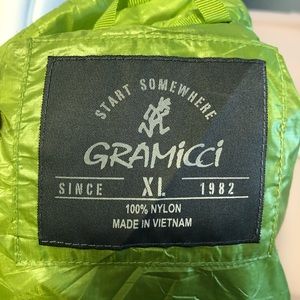 START SOMEWHERE
GRAMiCCi
SINCE XL 1982
100% NYLON
MADE IN VIETNAM